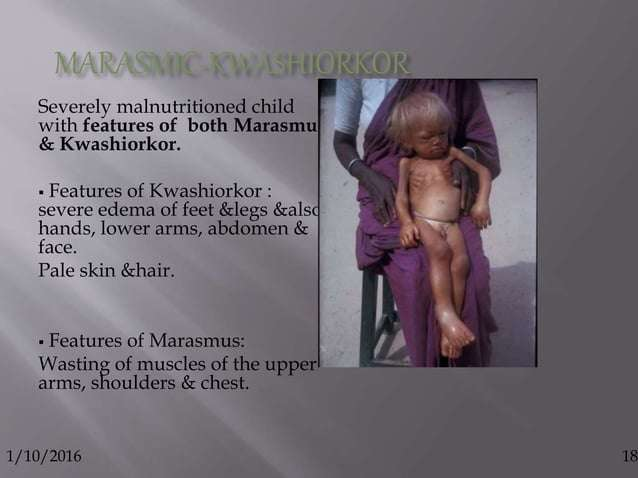 MARASMIC-KWASHIORKOR
Severely malnutritioned child
with features of both Marasmu
& Kwashiorkor.
▪ Features of Kwashiorkor :
severe edema of feet &legs &also
hands, lower arms, abdomen &
face.
Pale skin &hair.
▪ Features of Marasmus:
Wasting of muscles of the upper
arms, shoulders & chest.
1/10/2016
18